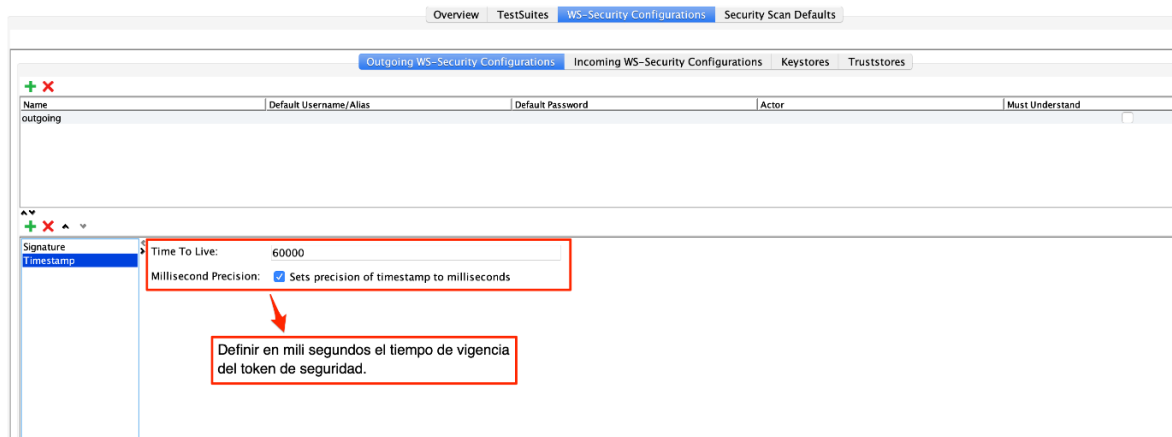 Overview TestSuites WS-Security Configurations Security Scan Defaults
Outgoing WS-Security Configurations Incoming WS-Security Configurations Keystores Truststores
Name Default Username/Alias Default Password Actor Must Understand
outgoing
Signature
Timestamp
Time To Live: 60000
Millisecond Precision: Sets precision of timestamp to milliseconds
Definir en mili segundos el tiempo de vigencia
del token de seguridad.